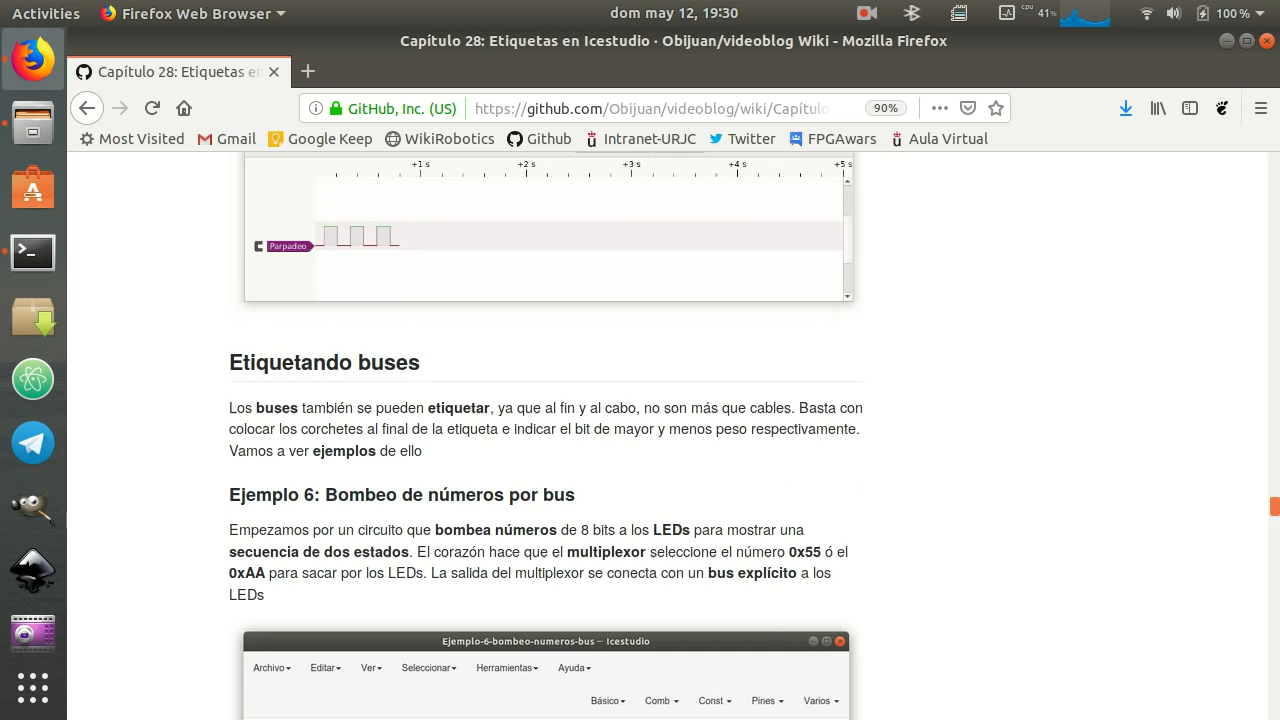 Activities Firefox Web Browser dom may 12, 19:30 cpu 41% 100 %
Capítulo 28: Etiquetas en Icestudio · Obijuan/videoblog Wiki - Mozilla Firefox
Capítulo 28: Etiquetas en
GitHub, Inc. (US) https://github.com/Obijuan/videoblog/wiki/Capítulo 90%
Most Visited Gmail Google Keep WikiRobotics Github Intranet-URJC Twitter FPGAwars Aula Virtual
+1 s +2 s +3 s +4 s +5 s
Parpadeo
Etiquetando buses
Los buses también se pueden etiquetar, ya que al fin y al cabo, no son más que cables. Basta con
colocar los corchetes al final de la etiqueta e indicar el bit de mayor y menos peso respectivamente.
Vamos a ver ejemplos de ello
Ejemplo 6: Bombeo de números por bus
Empezamos por un circuito que bombea números de 8 bits a los LEDs para mostrar una
secuencia de dos estados. El corazón hace que el multiplexor seleccione el número 0x55 ó el
0xAA para sacar por los LEDs. La salida del multiplexor se conecta con un bus explícito a los
LEDs
Ejemplo-6-bombeo-numeros-bus — Icestudio
Archivo Editar Ver Seleccionar Herramientas Ayuda
Básico Comb Const Pines Varios